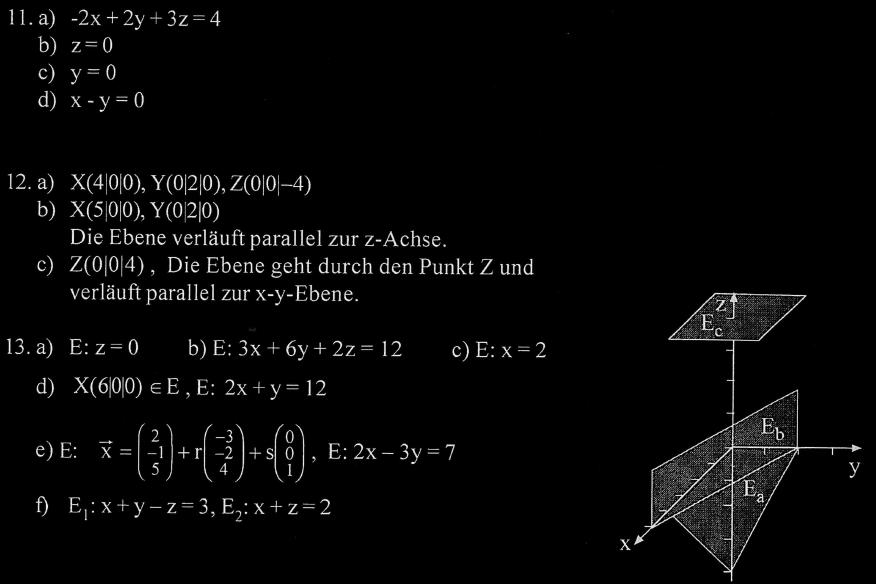 11. a) -2x + 2y + 3z = 4
b) z = 0
c) y = 0
d) x - y = 0
12. a) X(4|0|0), Y(0|2|0), Z(0|0|–4)
b) X(5|0|0), Y(0|2|0)
Die Ebene verläuft parallel zur z-Achse.
c) Z(0|0|4) , Die Ebene geht durch den Punkt Z und
verläuft parallel zur x-y-Ebene.
13. a) E: z = 0 b) E: 3x + 6y + 2z = 12 c) E: x = 2
d) X(6|0|0) ∈ E , E: 2x + y = 12
e) E: x⃗ = (2 –1 5) + r(–3 –2 4) + s(0 0 1) , E: 2x – 3y = 7
f) E₁: x + y – z = 3, E₂: x + z = 2
z
E_c
E_b
y
E_a
x